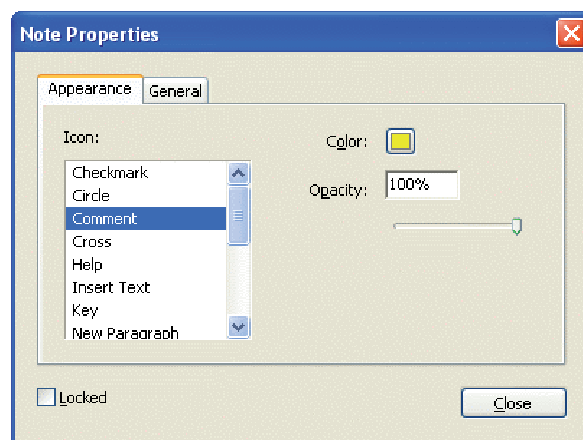 Note Properties
Appearance
General
Icon:
Checkmark
Circle
Comment
Cross
Help
Insert Text
Key
New Paragraph
Color:
Opacity:
100%
Locked
Close